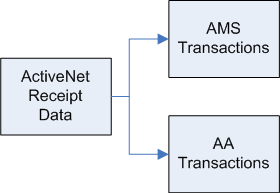 ActiveNet
Receipt
Data
AMS
Transactions
AA
Transactions